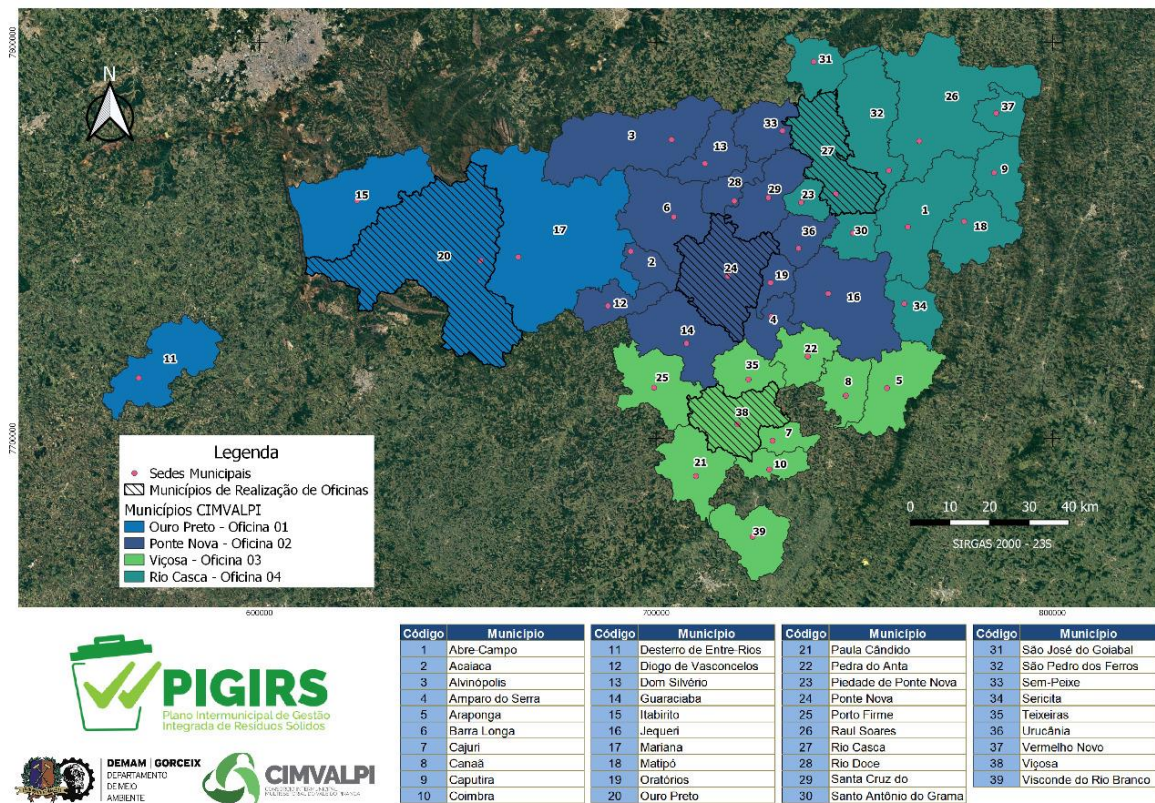 7800000
N
31
26
32
37
33
3
13
27
9
28
29
23
15
6
1
18
17
36
30
20
2
24
19
16
12
34
4
14
22
35
11
25
8
5
38
7
7700000
21
10
39
Legenda
Sedes Municipais
Municípios de Realização de Oficinas
Municípios CIMVALPI
Ouro Preto - Oficina 01
Ponte Nova - Oficina 02
Viçosa - Oficina 03
Rio Casca - Oficina 04
0 10 20 30 40 km
SIRGAS 2000 - 23S
600000 700000 800000
PIGIRS
Plano Intermunicipal de Gestão
Integrada de Resíduos Sólidos
DEMAM | GORCEIX
DEPARTAMENTO
DE MEIO
AMBIENTE
CIMVALPI
Código Município
1 Abre-Campo
2 Acaiaca
3 Alvinópolis
4 Amparo do Serra
5 Araponga
6 Barra Longa
7 Cajuri
8 Canaã
9 Caputira
10 Coimbra
Código Município
11 Desterro de Entre-Rios
12 Diogo de Vasconcelos
13 Dom Silvério
14 Guaraciaba
15 Itabirito
16 Jequeri
17 Mariana
18 Matipó
19 Oratórios
20 Ouro Preto
Código Município
21 Paula Cândido
22 Pedra do Anta
23 Piedade de Ponte Nova
24 Ponte Nova
25 Porto Firme
26 Raul Soares
27 Rio Casca
28 Rio Doce
29 Santa Cruz do
30 Santo Antônio do Grama
Código Município
31 São José do Goiabal
32 São Pedro dos Ferros
33 Sem-Peixe
34 Sericita
35 Teixeiras
36 Urucânia
37 Vermelho Novo
38 Viçosa
39 Visconde do Rio Branco